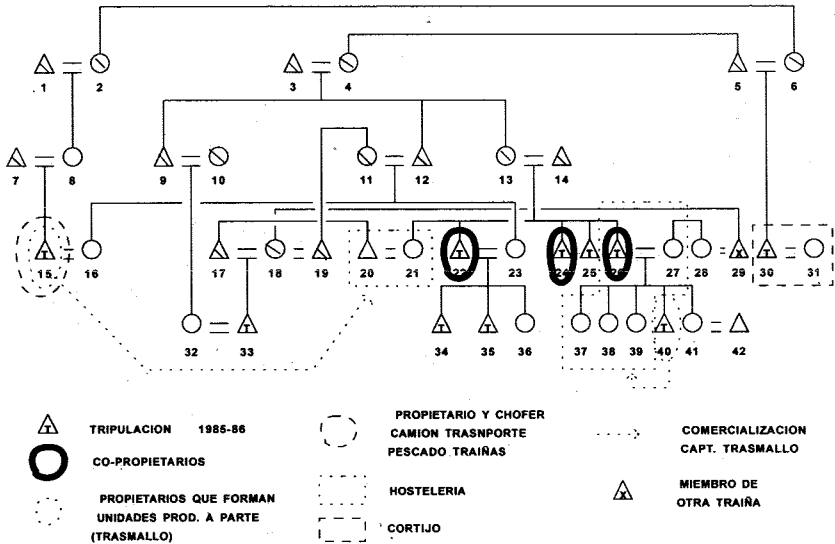 1 2 3 4 5 6
7 8 9 10 11 12 13 14
T T T T T X T
15 16 17 18 19 20 21 22 23 24 25 26 27 28 29 30 31
T T T T
32 33 34 35 36 37 38 39 40 41 42
T TRIPULACION 1985-86
CO-PROPIETARIOS
PROPIETARIOS QUE FORMAN
UNIDADES PROD. À PARTE
(TRASMALLO)
PROPIETARIO Y CHOFER
CAMION TRASNPORTE
PESCADO TRAIÑAS
HOSTELERIA
CORTIJO
COMERCIALIZACION
CAPT. TRASMALLO
X MIEMBRO DE
OTRA TRAIÑA